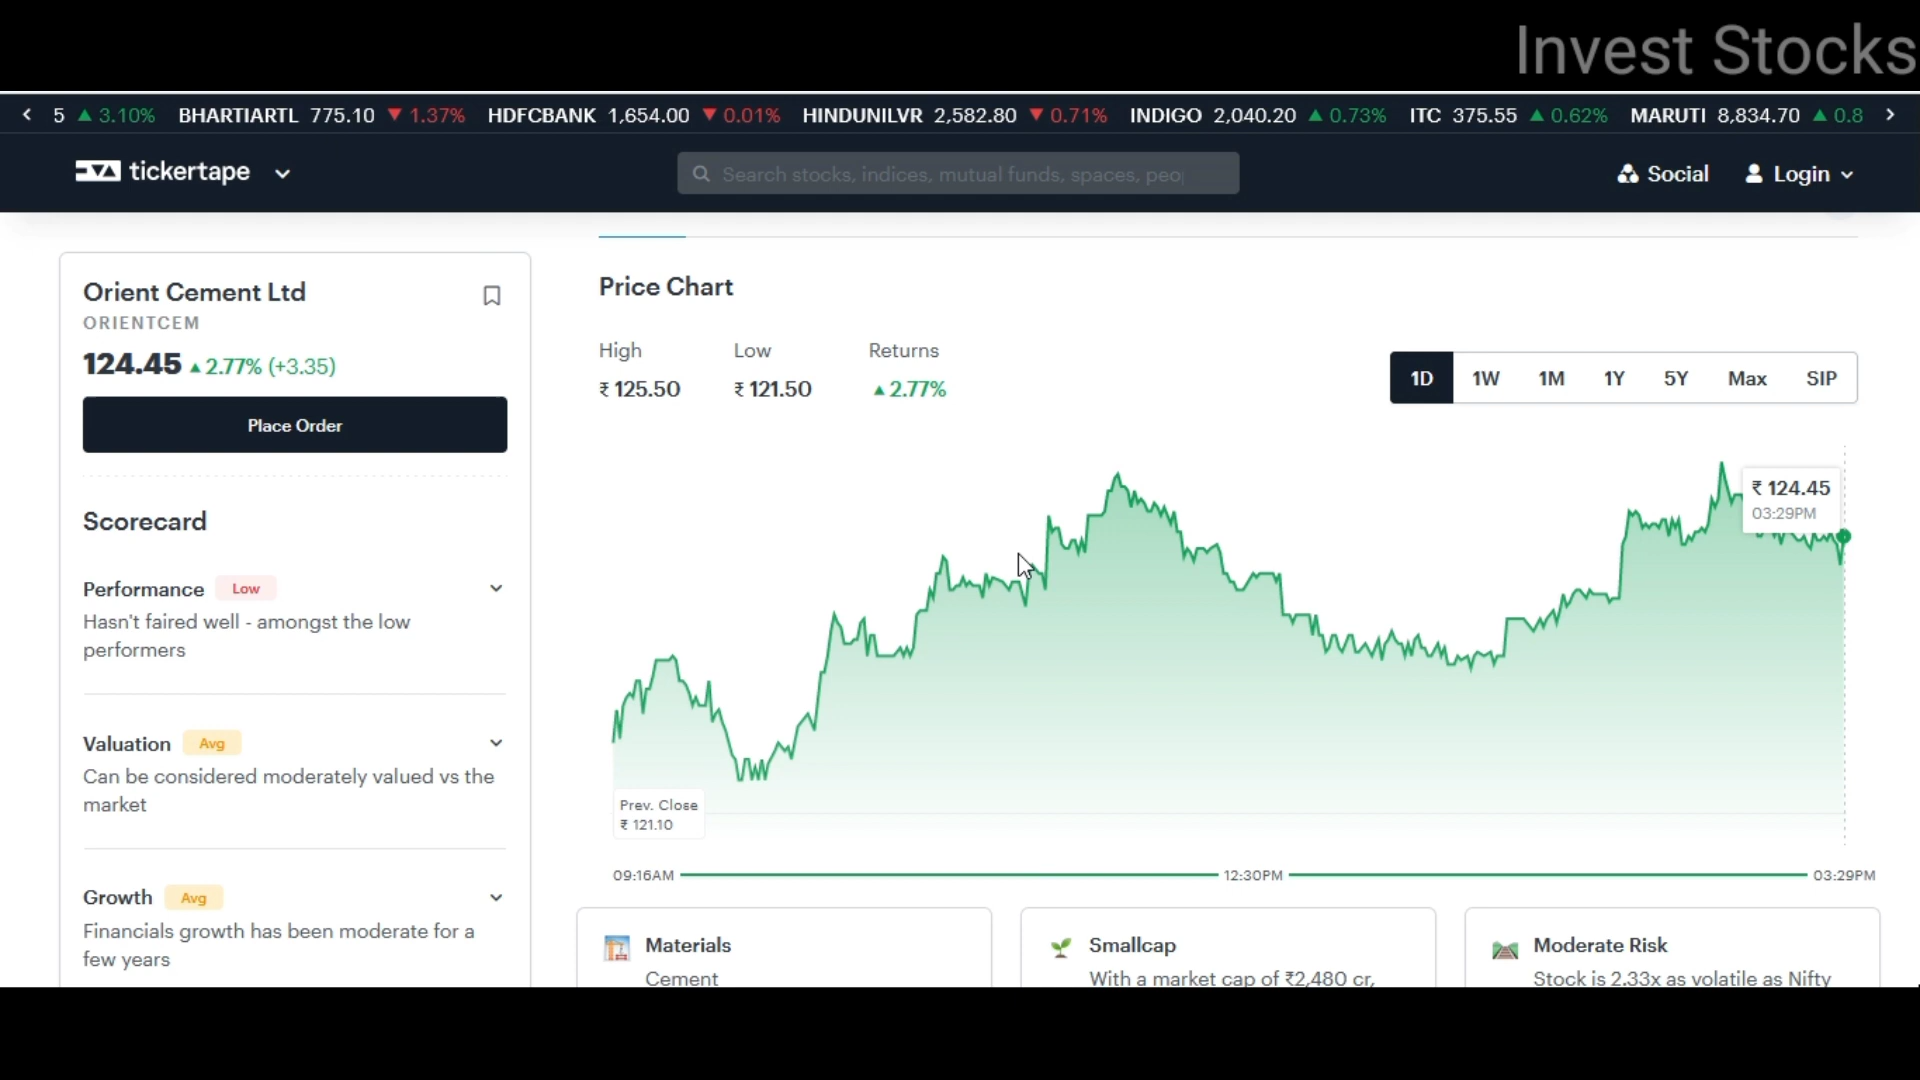 Invest Stocks
5 ▲ 3.10% BHARTIARTL 775.10 ▼ 1.37% HDFCBANK 1,654.00 ▼ 0.01% HINDUNILVR 2,582.80 ▼ 0.71% INDIGO 2,040.20 ▲ 0.73% ITC 375.55 ▲ 0.62% MARUTI 8,834.70 ▲ 0.8
tickertape
Search stocks, indices, mutual funds, spaces, peo
Social
Login
Orient Cement Ltd
ORIENTCEM
124.45 ▲ 2.77% (+3.35)
Place Order
Scorecard
Performance Low
Hasn't faired well - amongst the low
performers
Valuation Avg
Can be considered moderately valued vs the
market
Growth Avg
Financials growth has been moderate for a
few years
Price Chart
High Low Returns
₹ 125.50 ₹ 121.50 ▲ 2.77%
1D 1W 1M 1Y 5Y Max SIP
₹ 124.45
03:29PM
Prev. Close
₹ 121.10
09:16AM 12:30PM 03:29PM
Materials
Cement
Smallcap
With a market cap of ₹2,480 cr,
Moderate Risk
Stock is 2.33x as volatile as Nifty